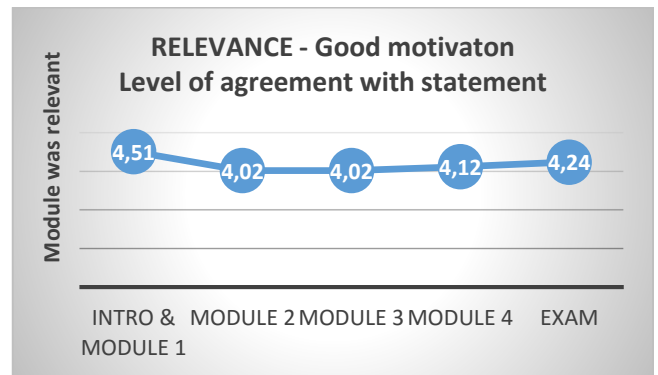 RELEVANCE - Good motivaton
Level of agreement with statement
Module was relevant
4,51
4,02
4,02
4,12
4,24
INTRO & MODULE 2 MODULE 3 MODULE 4 EXAM
MODULE 1